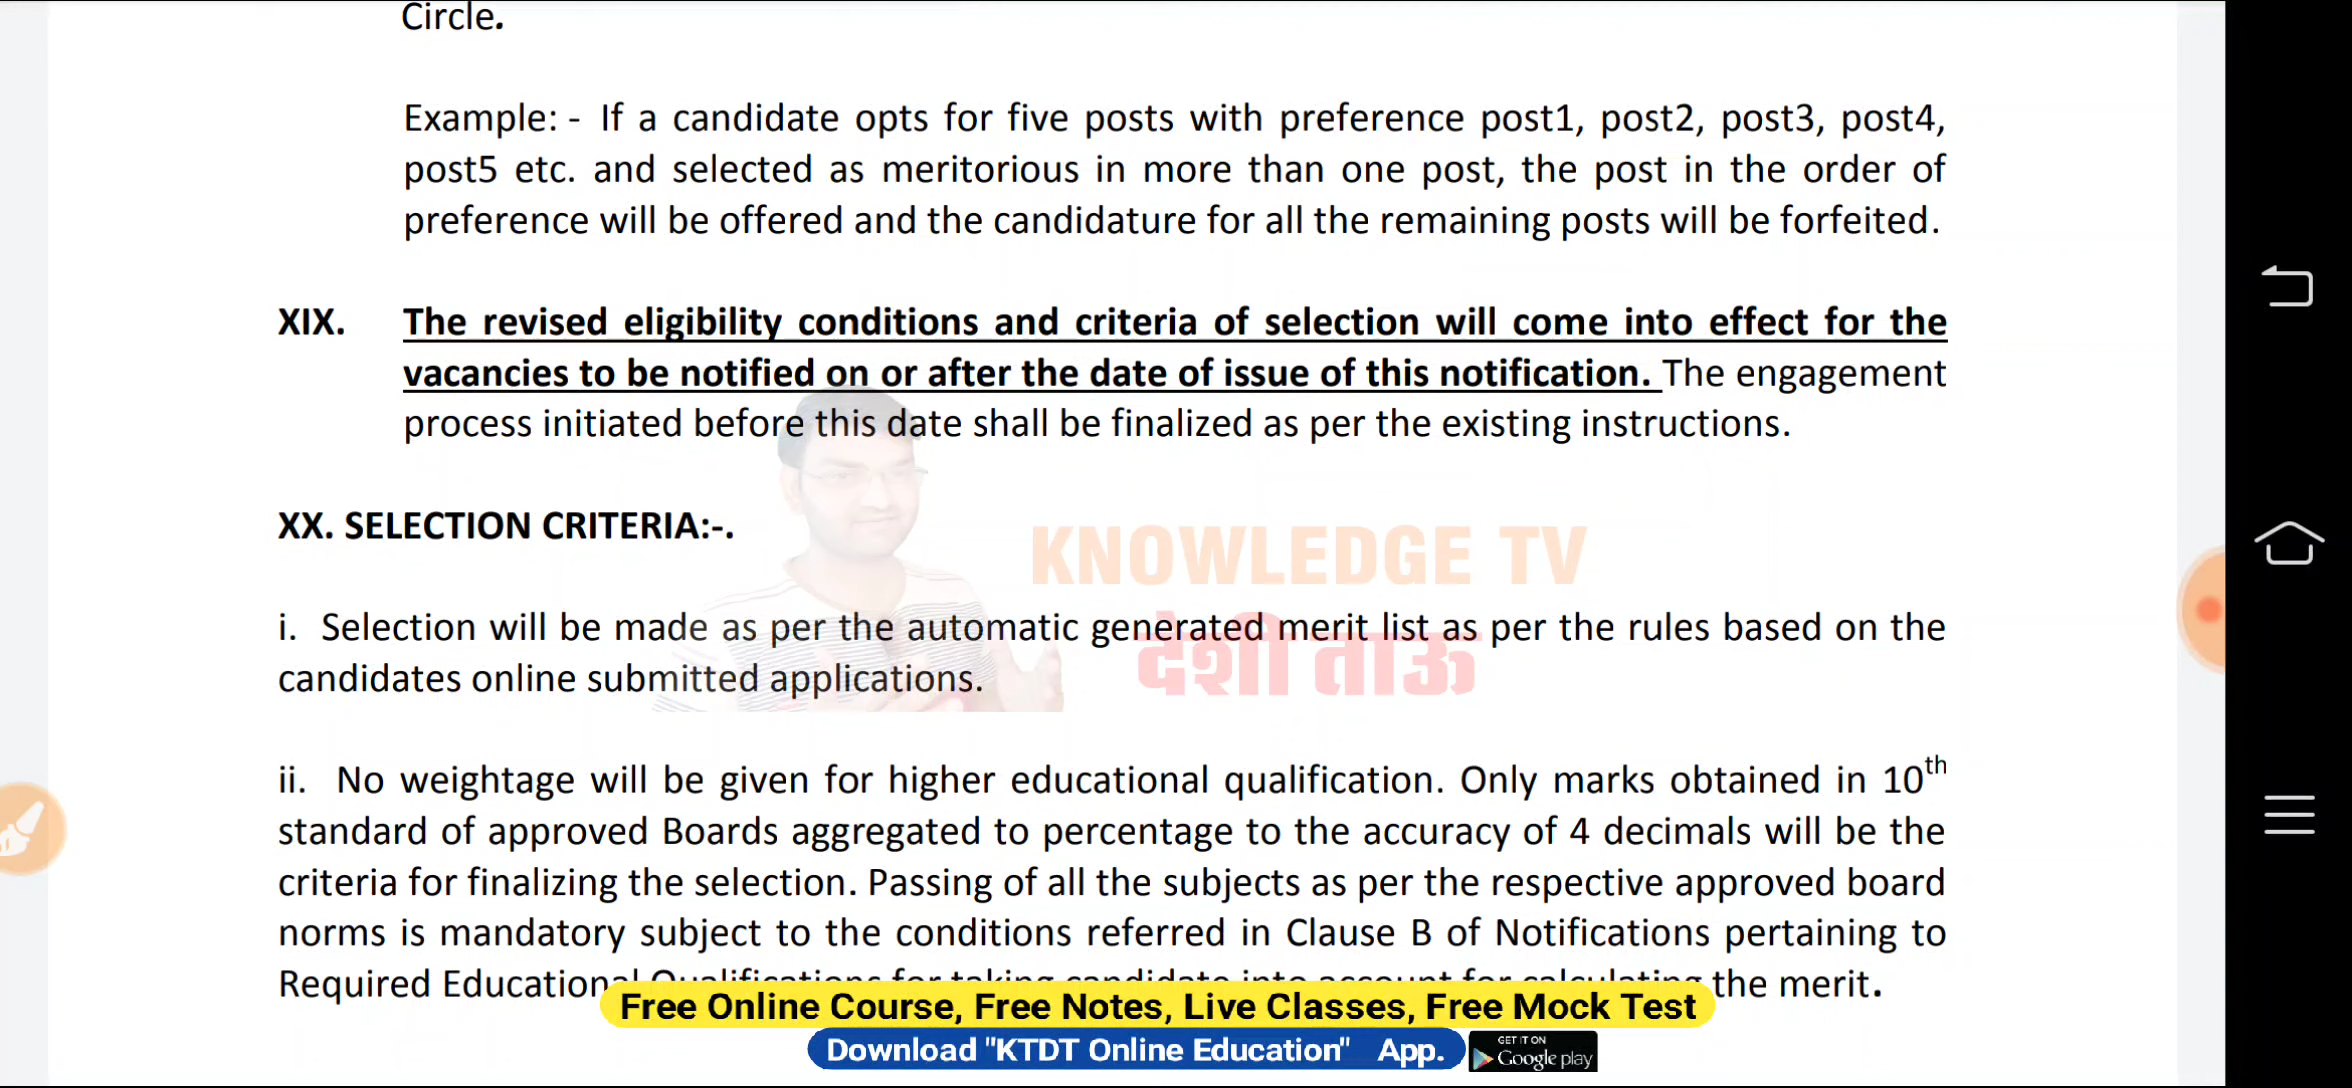 Circle.
Example: - If a candidate opts for five posts with preference post1, post2, post3, post4,
post5 etc. and selected as meritorious in more than one post, the post in the order of
preference will be offered and the candidature for all the remaining posts will be forfeited.
XIX. The revised eligibility conditions and criteria of selection will come into effect for the
vacancies to be notified on or after the date of issue of this notification. The engagement
process initiated before this date shall be finalized as per the existing instructions.
XX. SELECTION CRITERIA:-.
KNOWLEDGE TV
i. Selection will be made as per the automatic generated merit list as per the rules based on the
देशी ताऊ
candidates online submitted applications.
ii. No weightage will be given for higher educational qualification. Only marks obtained in 10th
standard of approved Boards aggregated to percentage to the accuracy of 4 decimals will be the
criteria for finalizing the selection. Passing of all the subjects as per the respective approved board
norms is mandatory subject to the conditions referred in Clause B of Notifications pertaining to
Required Educational Qualifications for taking candidate into account for calculating the merit.
Free Online Course, Free Notes, Live Classes, Free Mock Test
Download "KTDT Online Education" App.
GET IT ON
Google play